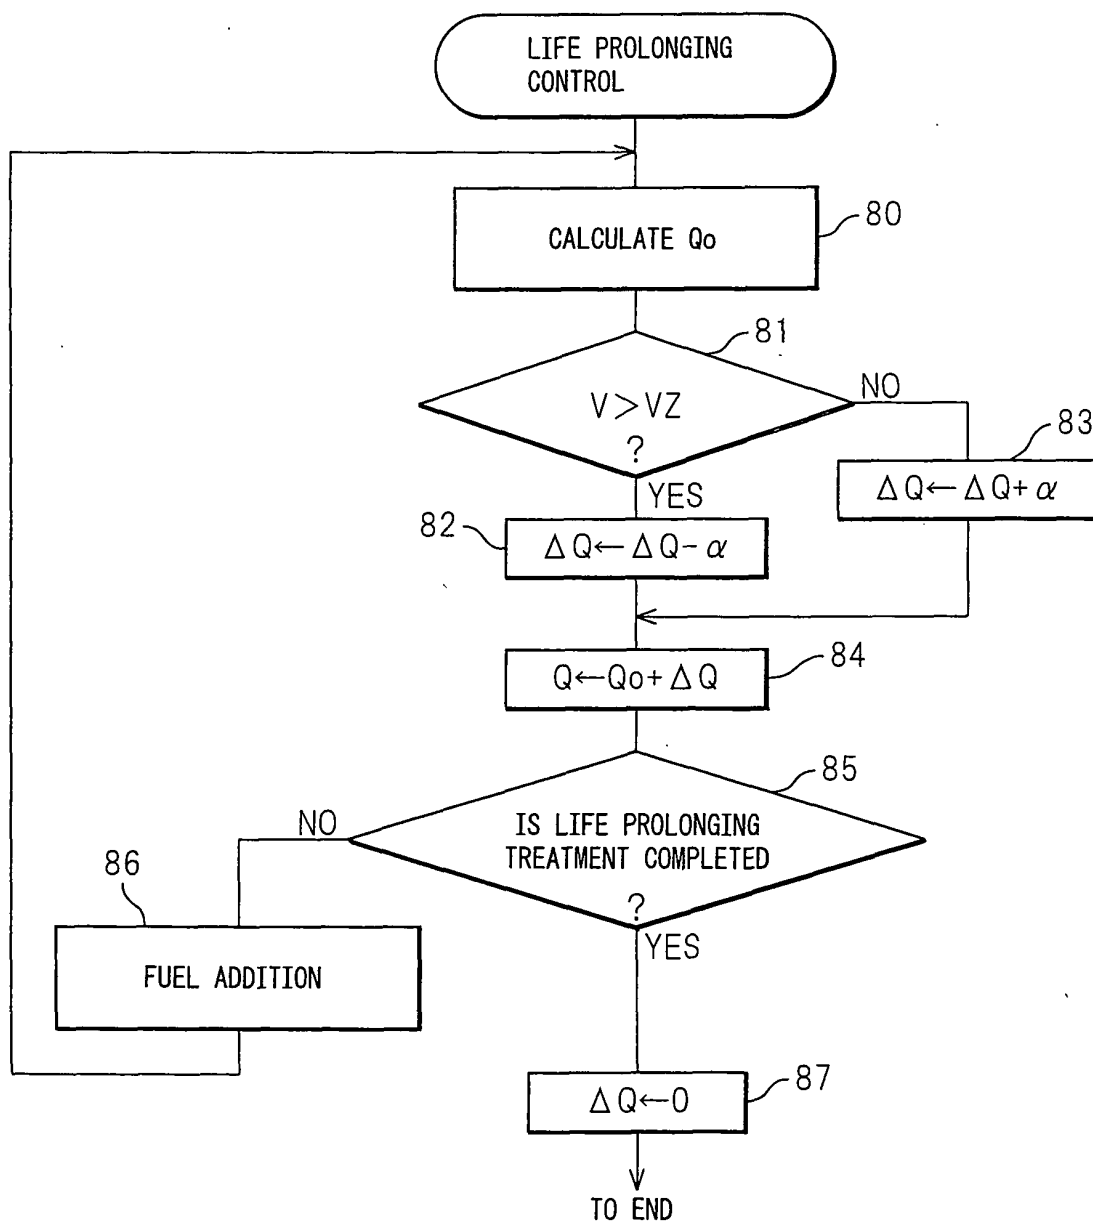 LIFE PROLONGING
CONTROL
80
CALCULATE Qo
81
V>VZ
?
NO
YES
83
ΔQ←ΔQ+α
82
ΔQ←ΔQ-α
84
Q←Qo+ΔQ
85
IS LIFE PROLONGING
TREATMENT COMPLETED
?
NO
YES
86
FUEL ADDITION
87
ΔQ←0
TO END